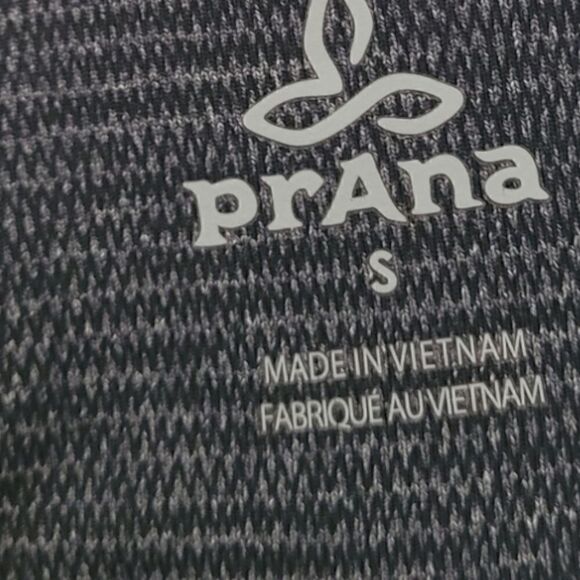 prAna
S
MADE IN VIETNAM
FABRIQUÉ AU VIETNAM